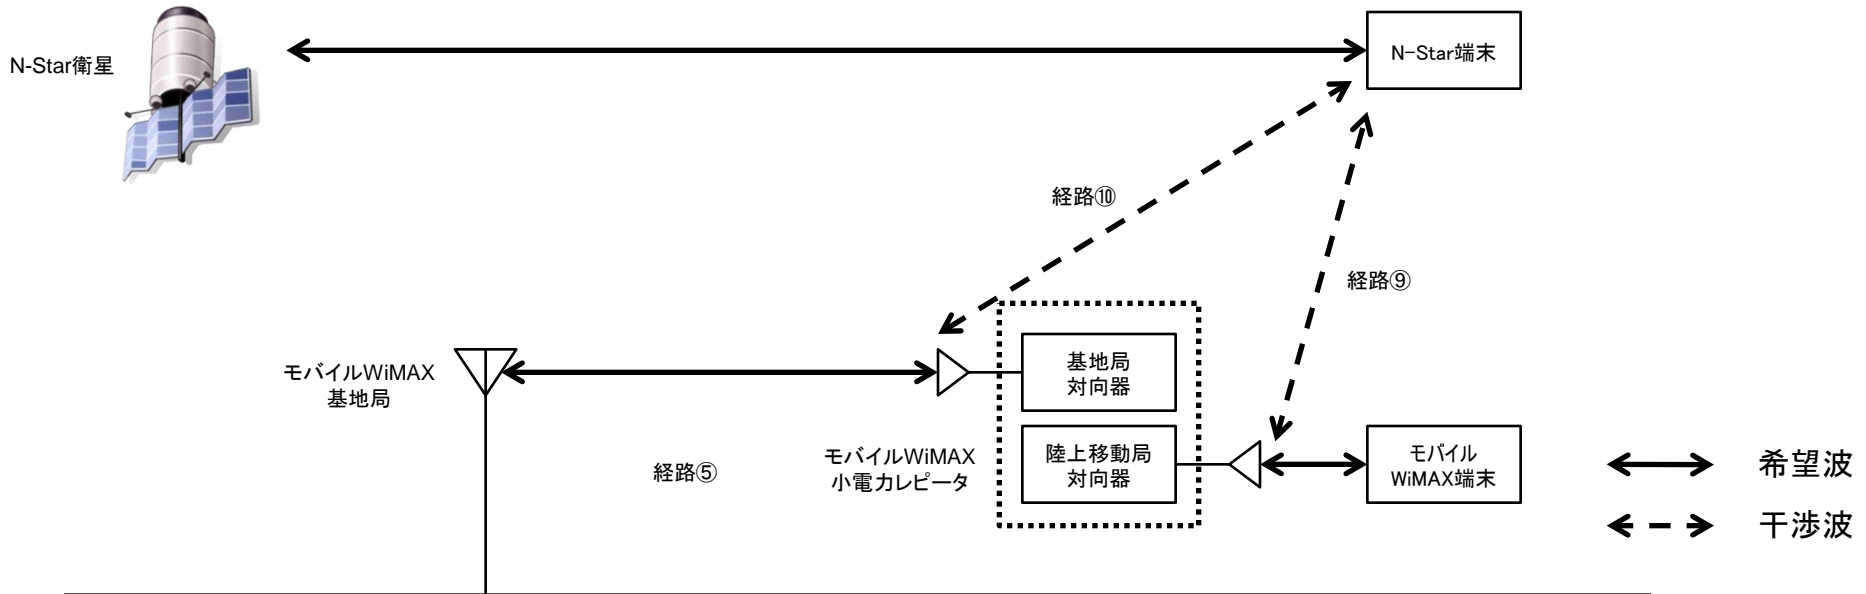 N-Star衛星
N-Star端末
経路⑩
経路⑨
モバイルWiMAX
基地局
基地局
対向器
経路⑤
モバイルWiMAX
小電力レピータ
陸上移動局
対向器
モバイル
WiMAX端末
希望波
干渉波